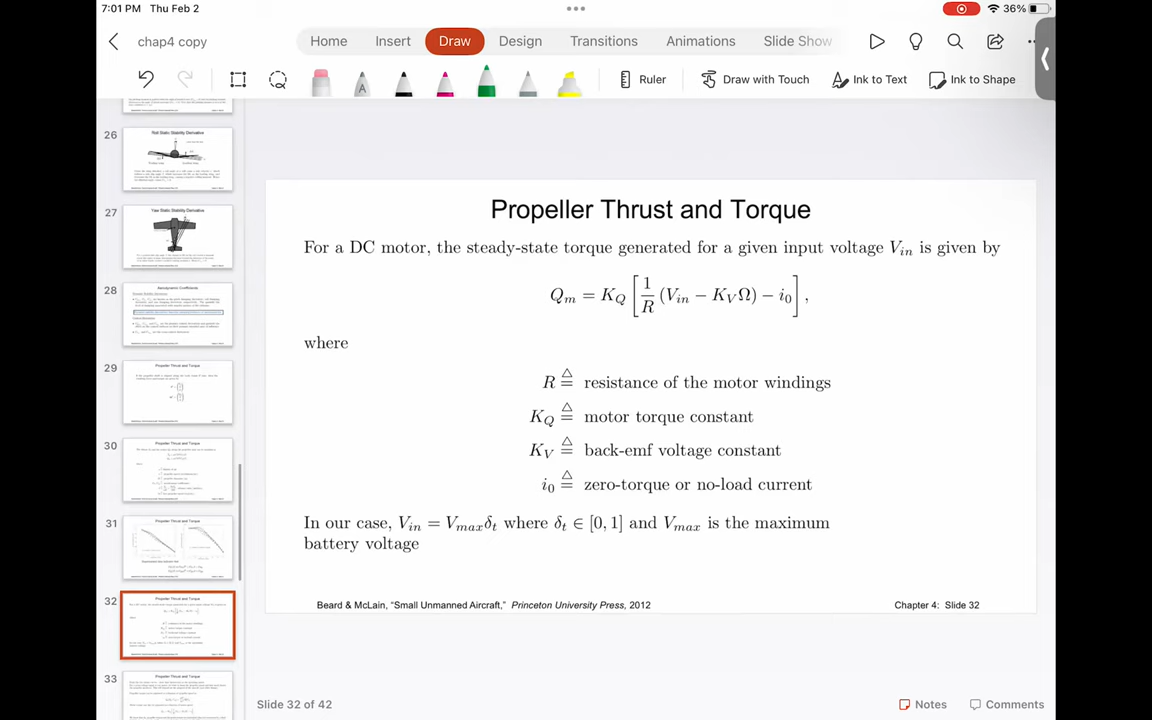 7:01 PM Thu Feb 2
36%
chap4 copy
Home Insert Draw Design Transitions Animations Slide Show
Ruler
Draw with Touch
Ink to Text
Ink to Shape
26
Roll Static Stability Derivative
27
Yaw Static Stability Derivative
28
Aerodynamic Coefficients
29
Propeller Thrust and Torque
30
Propeller Thrust and Torque
31
Propeller Thrust and Torque
32
Propeller Thrust and Torque
33
Propeller Thrust and Torque
Propeller Thrust and Torque
For a DC motor, the steady-state torque generated for a given input voltage V_in is given by
Q_m = K_Q [ 1/R (V_in − K_V Ω) − i_0 ],
where
R ≜ resistance of the motor windings
K_Q ≜ motor torque constant
K_V ≜ back-emf voltage constant
i_0 ≜ zero-torque or no-load current
In our case, V_in = V_max δ_t where δ_t ∈ [0, 1] and V_max is the maximum
battery voltage
Beard & McLain, “Small Unmanned Aircraft,” Princeton University Press, 2012
Chapter 4: Slide 32
Slide 32 of 42
Notes
Comments